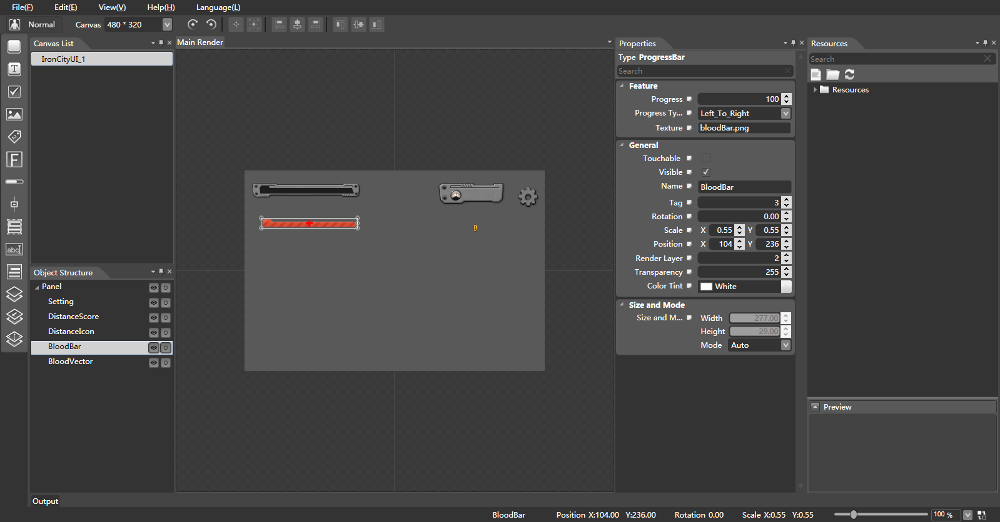 File(F) Edit(E) View(V) Help(H) Language(L)
Normal Canvas 480 * 320
Canvas List
IronCityUI_1
Main Render
Properties
Type ProgressBar
Search
Feature
Progress 100
Progress Ty... Left_To_Right
Texture bloodBar.png
General
Touchable
Visible
Name BloodBar
Tag 3
Rotation 0.00
Scale X 0.55 Y 0.55
Position X 104 Y 236
Render Layer 2
Transparency 255
Color Tint White
Size and Mode
Size and M... Width 277.00
Height 29.00
Mode Auto
Resources
Search
Resources
Preview
T
2
F
abc
Object Structure
Panel
Setting
DistanceScore
DistanceIcon
BloodBar
BloodVector
0
Output
BloodBar Position X:104.00 Y:236.00 Rotation 0.00 Scale X:0.55 Y:0.55 100 %